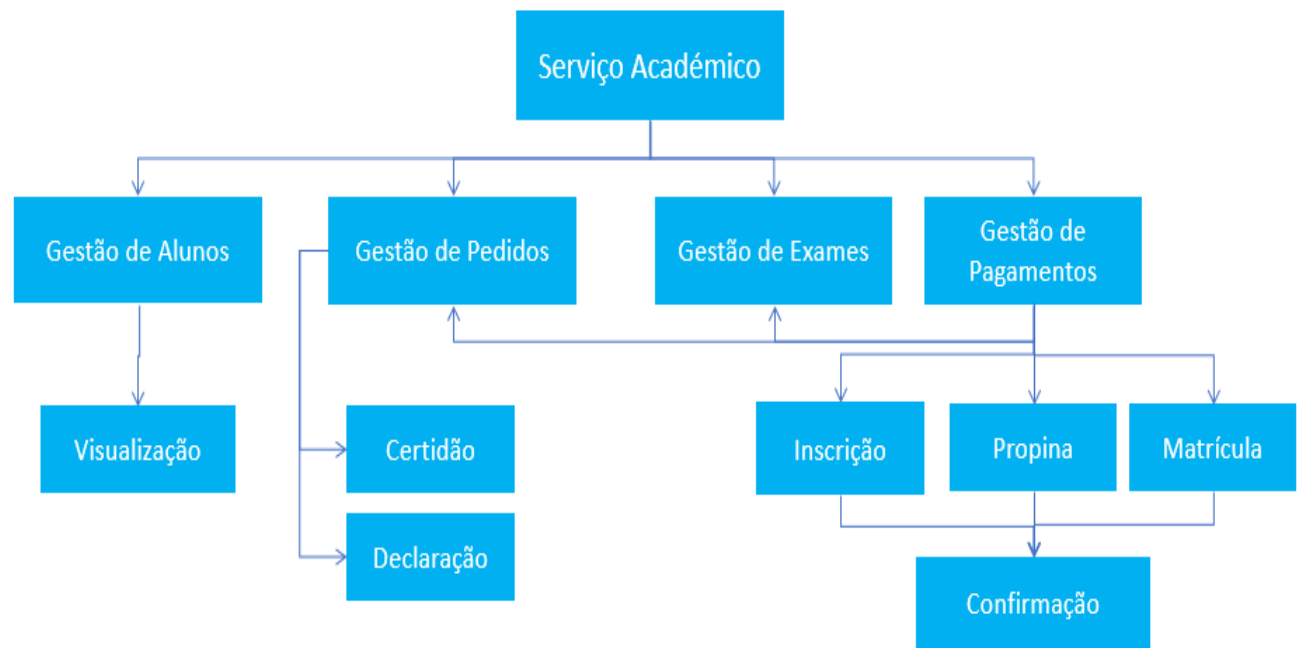 Serviço Académico
Gestão de Alunos
Gestão de Pedidos
Gestão de Exames
Gestão de
Pagamentos
Visualização
Certidão
Inscrição
Propina
Matrícula
Declaração
Confirmação